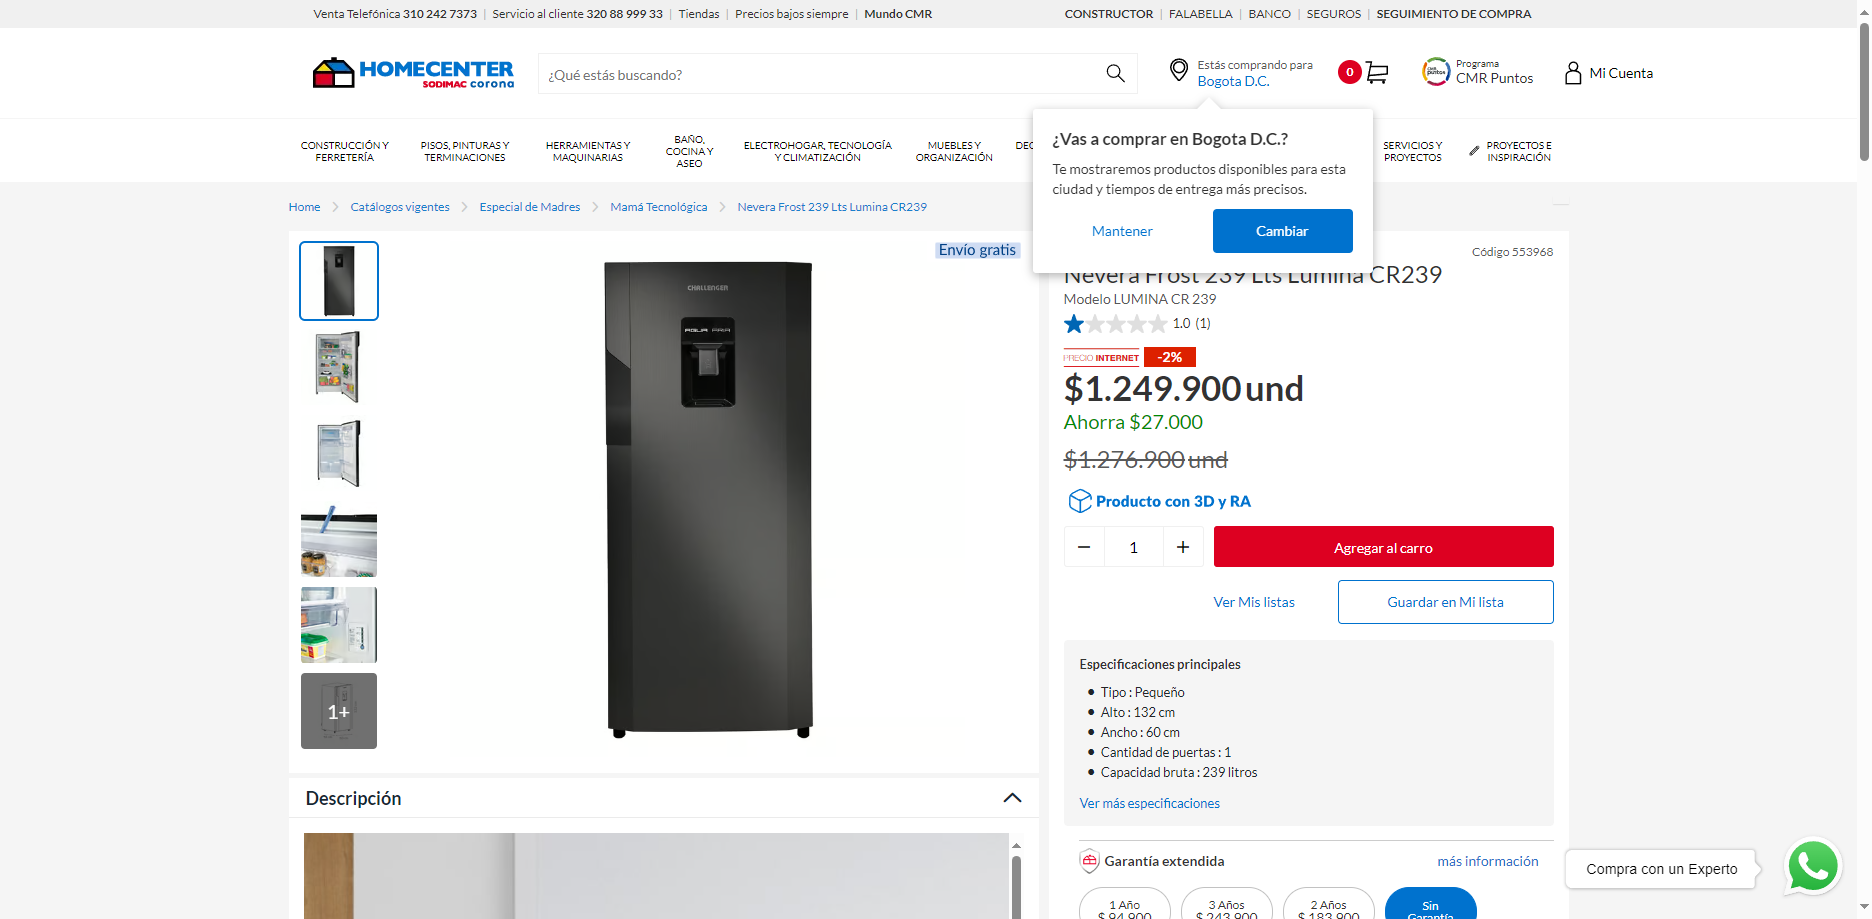 Venta Telefónica 310 242 7373 | Servicio al cliente 320 88 999 33 | Tiendas | Precios bajos siempre | Mundo CMR
CONSTRUCTOR | FALABELLA | BANCO | SEGUROS | SEGUIMIENTO DE COMPRA
HOMECENTER
SODIMAC corona
¿Qué estás buscando?
Estás comprando para
Bogota D.C.
0
Programa
CMR Puntos
Mi Cuenta
CONSTRUCCIÓN Y
FERRETERÍA
PISOS, PINTURAS Y
TERMINACIONES
HERRAMIENTAS Y
MAQUINARIAS
BAÑO,
COCINA Y
ASEO
ELECTROHOGAR, TECNOLOGÍA
Y CLIMATIZACIÓN
MUEBLES Y
ORGANIZACIÓN
SERVICIOS Y
PROYECTOS
PROYECTOS E
INSPIRACIÓN
¿Vas a comprar en Bogota D.C.?
Te mostraremos productos disponibles para esta
ciudad y tiempos de entrega más precisos.
Mantener
Cambiar
Home
Catálogos vigentes
Especial de Madres
Mamá Tecnológica
Nevera Frost 239 Lts Lumina CR239
Envío gratis
CHALLENGER
AGUA FRIA
1+
Código 553968
Nevera Frost 239 Lts Lumina CR239
Modelo LUMINA CR 239
1.0 (1)
PRECIO INTERNET
-2%
$1.249.900 und
Ahorra $27.000
$1.276.900 und
Producto con 3D y RA
− 1 +
Agregar al carro
Ver Mis listas
Guardar en Mi lista
Especificaciones principales
• Tipo : Pequeño
• Alto : 132 cm
• Ancho : 60 cm
• Cantidad de puertas : 1
• Capacidad bruta : 239 litros
Ver más especificaciones
Descripción
Garantía extendida
más información
1 Año
$ 94.900
3 Años
$ 243.900
2 Años
$ 183.900
Sin
Garantía
Compra con un Experto